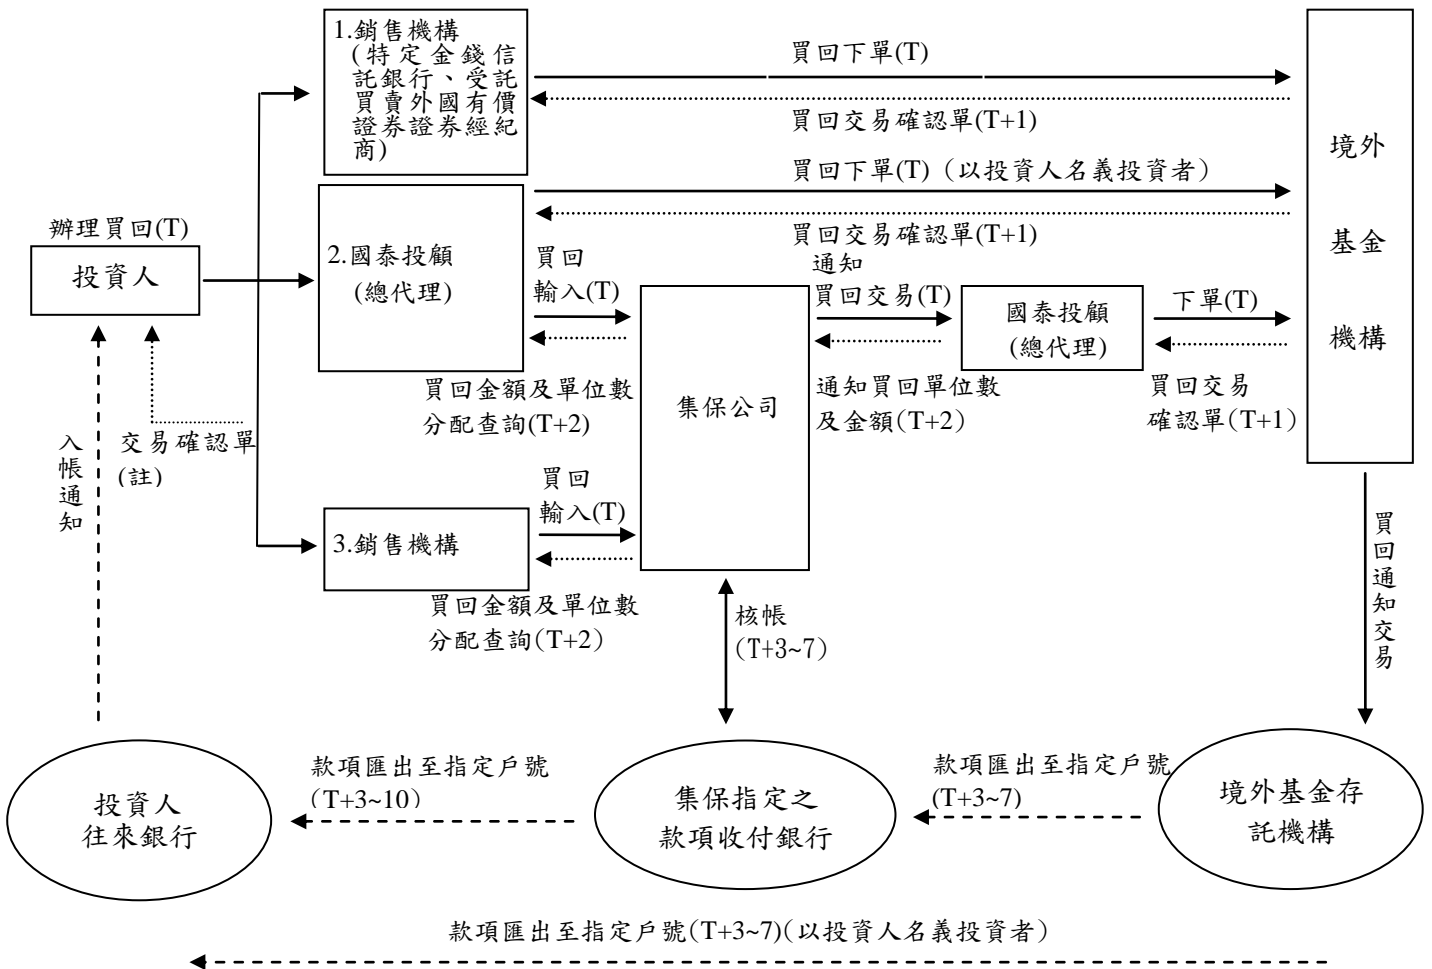 1.銷售機構
(特定金錢信
託銀行、受託
買賣外國有價
證券證券經紀
商)
買回下單(T)
買回交易確認單(T+1)
買回下單(T)（以投資人名義投資者）
買回交易確認單(T+1)
境外
基金
機構
辦理買回(T)
投資人
2.國泰投顧
(總代理)
買回
輸入(T)
通知
買回交易(T)
國泰投顧
(總代理)
下單(T)
集保公司
買回金額及單位數
分配查詢(T+2)
通知買回單位數
及金額(T+2)
買回交易
確認單(T+1)
入帳通知
交易確認單
(註)
買回
輸入(T)
3.銷售機構
買回金額及單位數
分配查詢(T+2)
核帳
(T+3~7)
買回通知交易
款項匯出至指定戶號
(T+3~10)
款項匯出至指定戶號
(T+3~7)
投資人
往來銀行
集保指定之
款項收付銀行
境外基金存
託機構
款項匯出至指定戶號(T+3~7)(以投資人名義投資者)